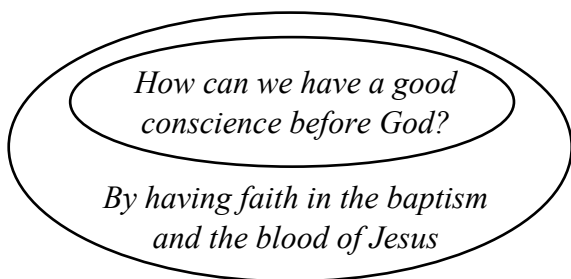 How can we have a good
conscience before God?
By having faith in the baptism
and the blood of Jesus